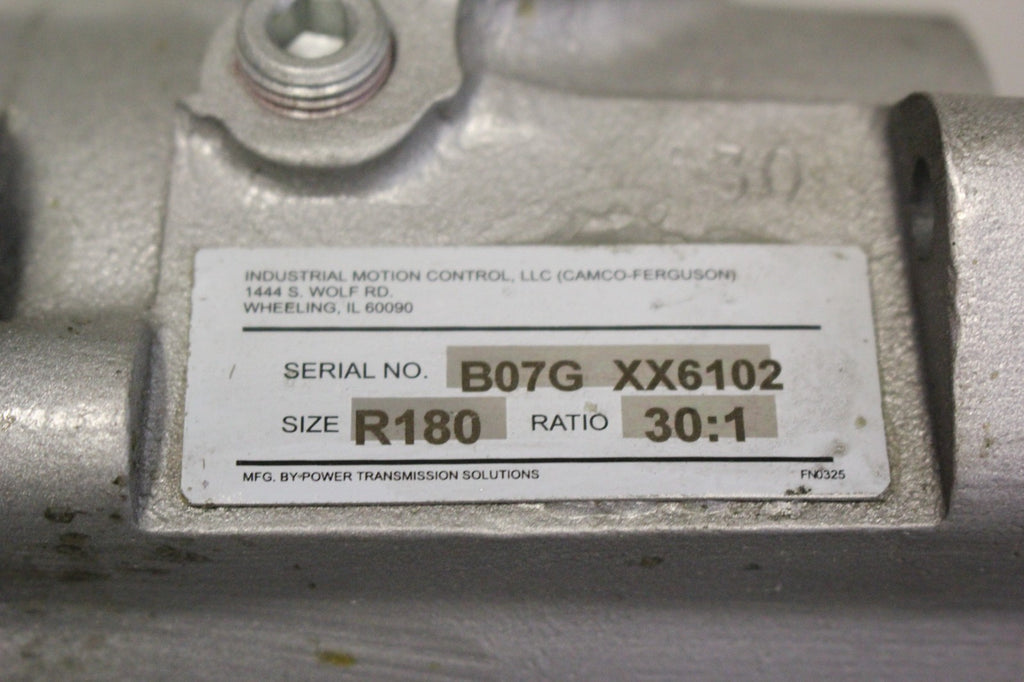 30
INDUSTRIAL MOTION CONTROL, LLC (CAMCO-FERGUSON)
1444 S. WOLF RD.
WHEELING, IL 60090
SERIAL NO. B07G XX6102
SIZE R180 RATIO 30:1
MFG. BY-POWER TRANSMISSION SOLUTIONS FN0325